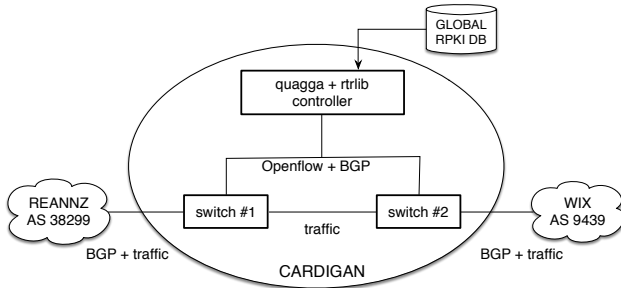 GLOBAL
RPKI DB
quagga + rtrlib
controller
Openflow + BGP
REANNZ
AS 38299
switch #1
switch #2
WIX
AS 9439
traffic
BGP + traffic
BGP + traffic
CARDIGAN